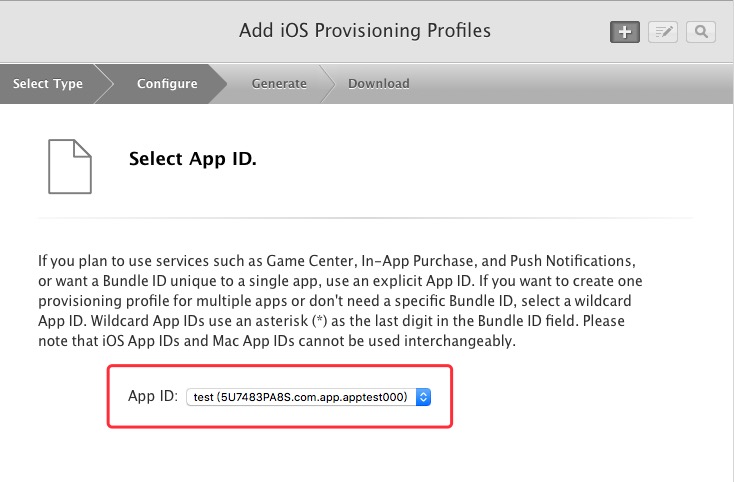 Add iOS Provisioning Profiles
Select Type
Configure
Generate
Download
Select App ID.
If you plan to use services such as Game Center, In-App Purchase, and Push Notifications,
or want a Bundle ID unique to a single app, use an explicit App ID. If you want to create one
provisioning profile for multiple apps or don't need a specific Bundle ID, select a wildcard
App ID. Wildcard App IDs use an asterisk (*) as the last digit in the Bundle ID field. Please
note that iOS App IDs and Mac App IDs cannot be used interchangeably.
App ID: test (5U7483PA8S.com.app.apptest000)